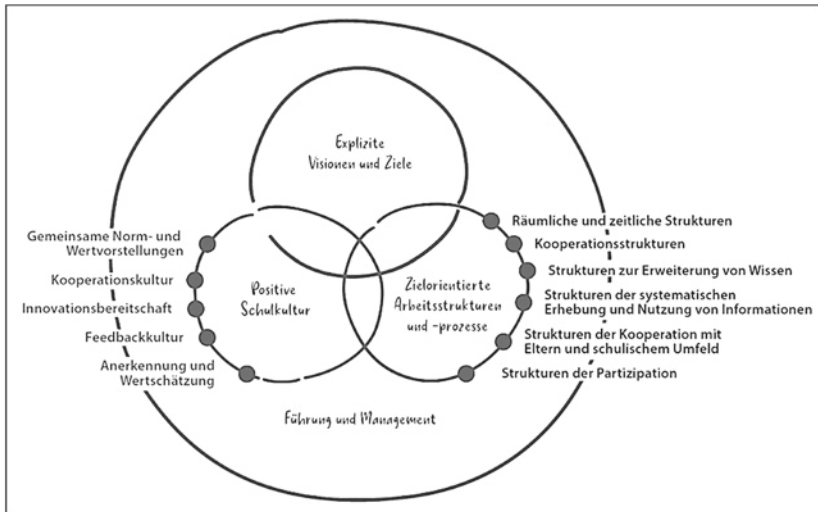 Explizite
Visionen und Ziele
Gemeinsame Norm- und
Wertvorstellungen
Kooperationskultur
Innovationsbereitschaft
Feedbackkultur
Anerkennung und
Wertschätzung
Positive
Schulkultur
Zielorientierte
Arbeitsstrukturen
und -prozesse
Räumliche und zeitliche Strukturen
Kooperationsstrukturen
Strukturen zur Erweiterung von Wissen
Strukturen der systematischen
Erhebung und Nutzung von Informationen
Strukturen der Kooperation mit
Eltern und schulischem Umfeld
Strukturen der Partizipation
Führung und Management